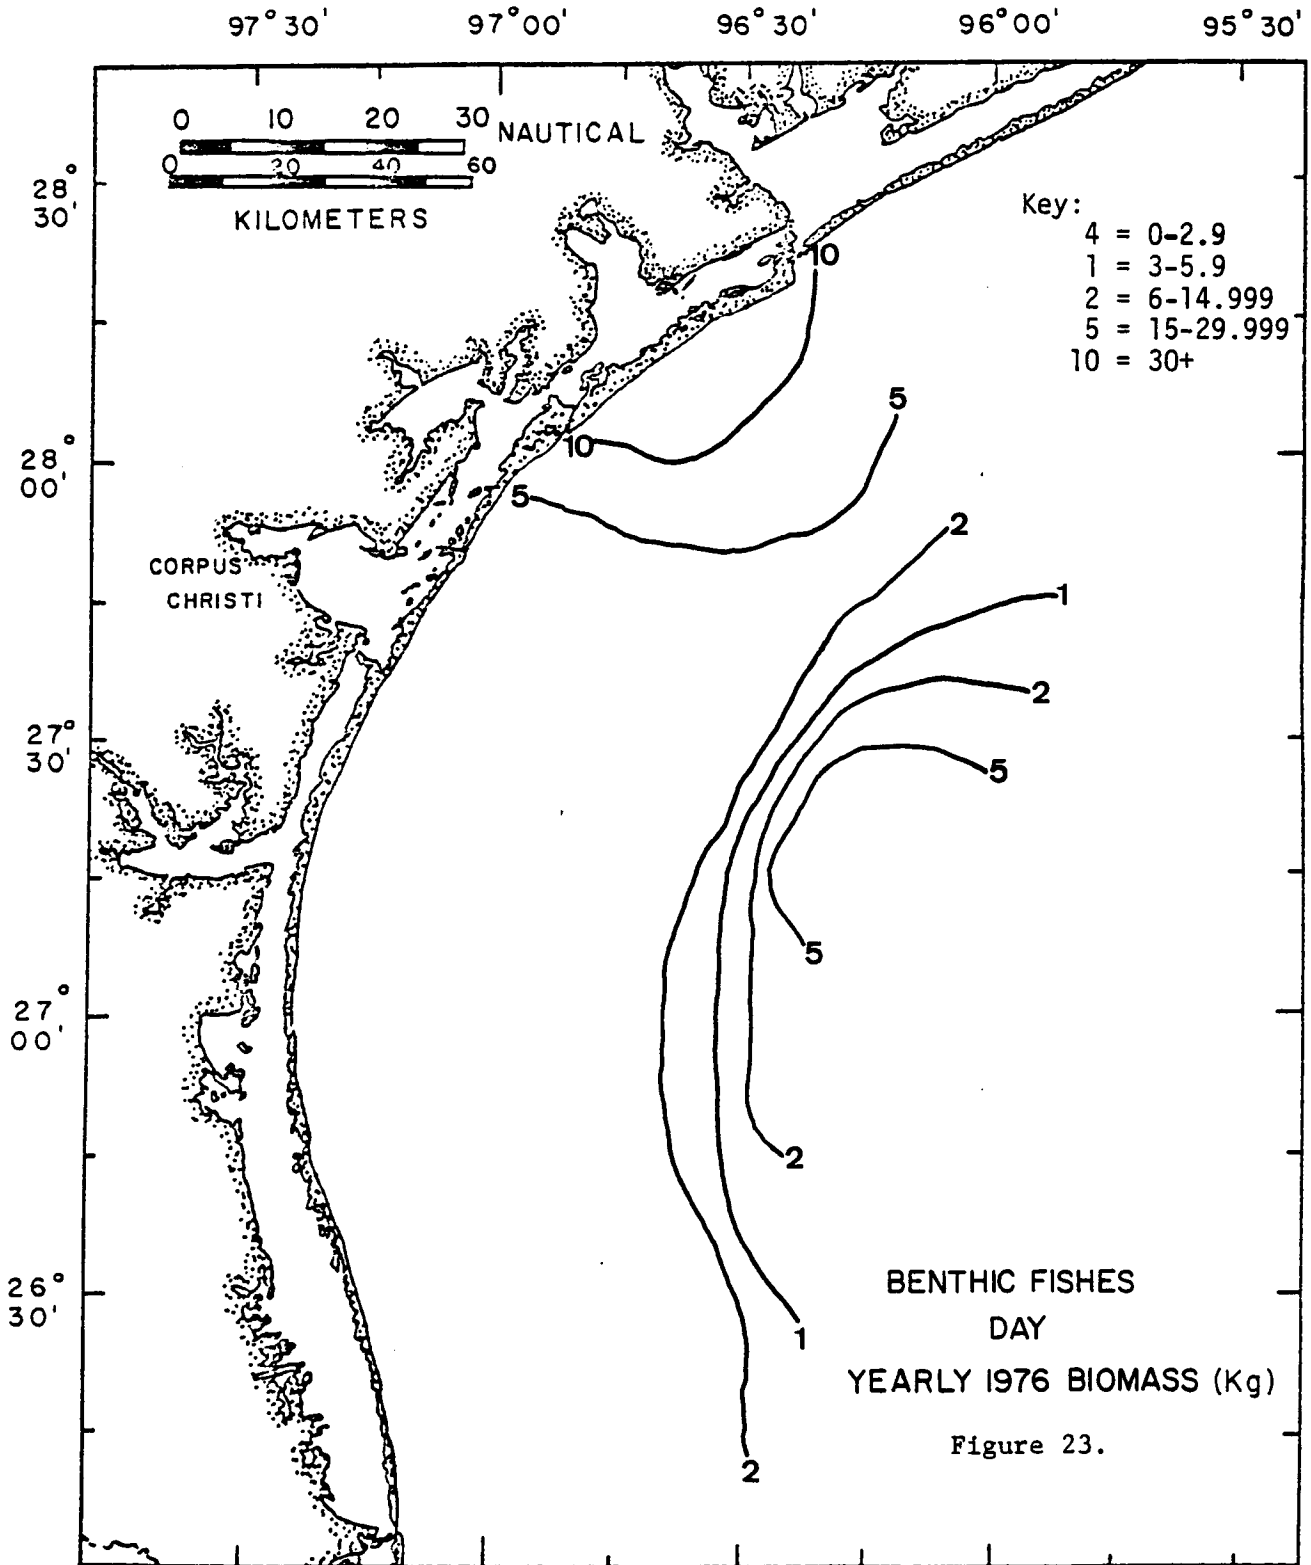 97°30' 97°00' 96°30' 96°00' 95°30'
0 10 20 30 NAUTICAL
0 20 40 60
KILOMETERS
28°
30'
Key:
4 = 0-2.9
1 = 3-5.9
2 = 6-14.999
5 = 15-29.999
10 = 30+
10
5
28°
00'
10
5
2
CORPUS
CHRISTI
1
2
27°
30'
5
5
27°
00'
2
26°
30'
BENTHIC FISHES
DAY
1
YEARLY 1976 BIOMASS (Kg)
Figure 23.
2